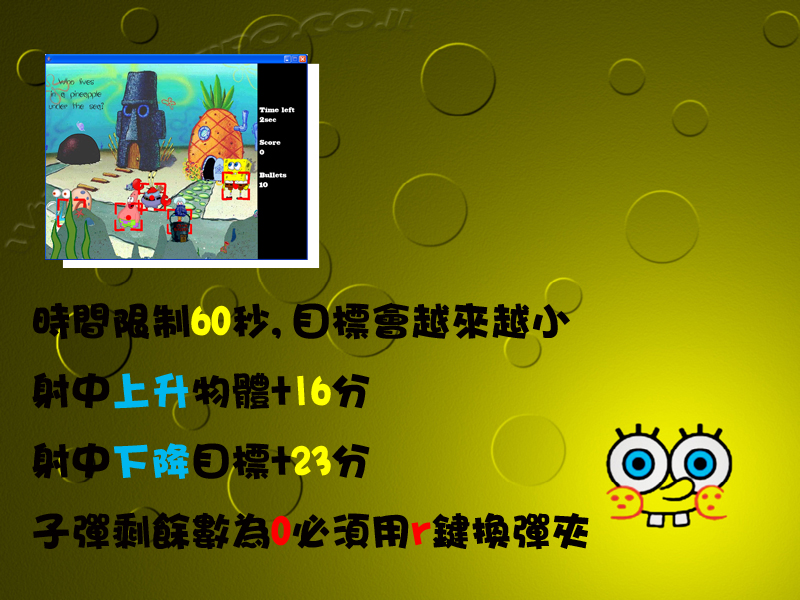 Who lives
in a pineapple
under the sea?
Time left
2sec
Score
0
Bullets
10
時間限制60秒, 目標會越來越小
射中上升物體+16分
射中下降目標+23分
子彈剩餘數為0必須用r鍵換彈夾